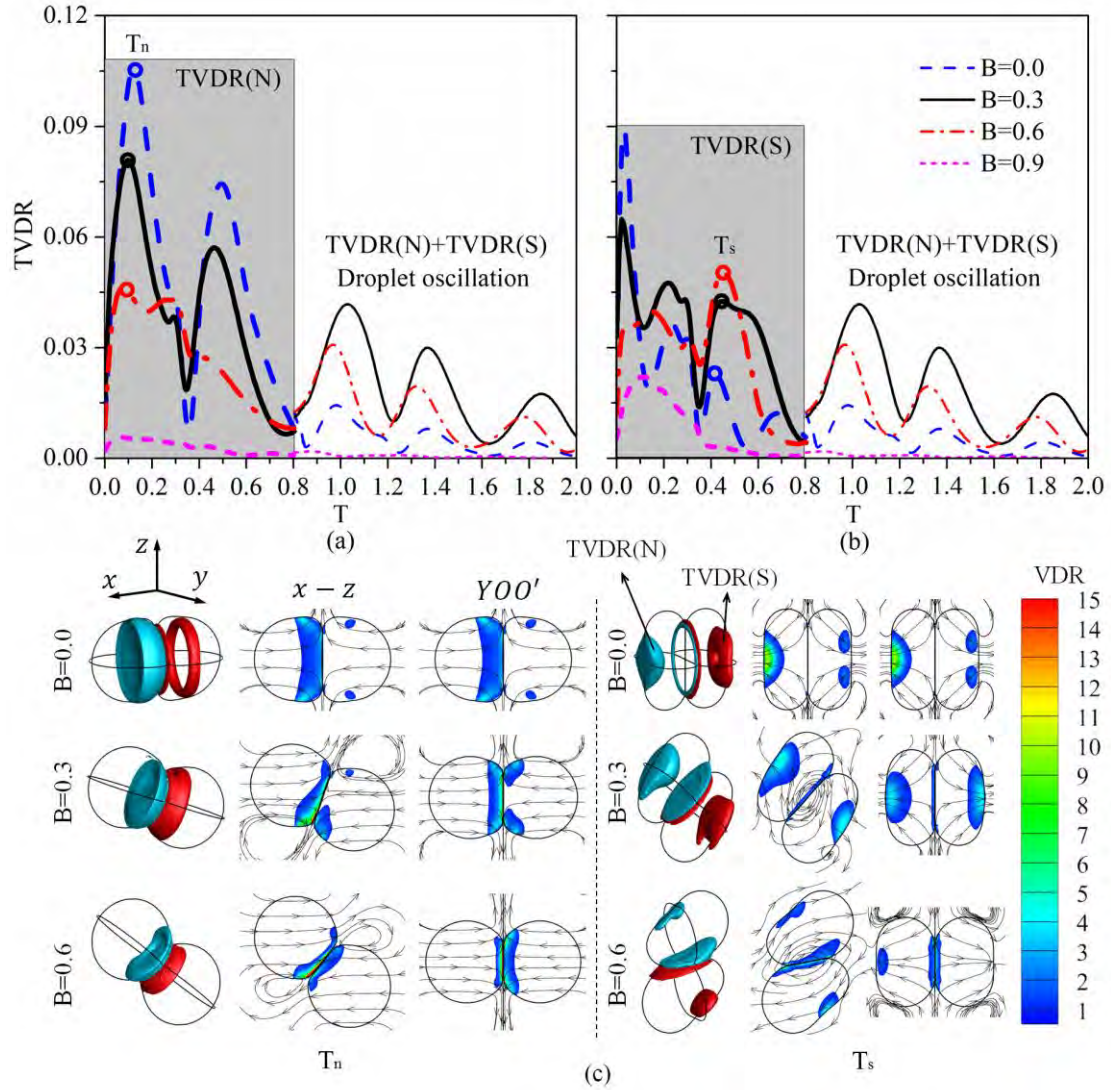 0.12
0.09
0.06
0.03
0.00
TVDR
Tn
TVDR(N)
TVDR(N)+TVDR(S)
Droplet oscillation
0.0 0.2 0.4 0.6 0.8 1.0 1.2 1.4 1.6 1.8 2.0
T
(a)
TVDR(S)
Ts
B=0.0
B=0.3
B=0.6
B=0.9
TVDR(N)+TVDR(S)
Droplet oscillation
0.0 0.2 0.4 0.6 0.8 1.0 1.2 1.4 1.6 1.8 2.0
T
(b)
z
x
y
x − z
YOO′
TVDR(N)
TVDR(S)
VDR
B=0.0
B=0.0
B=0.3
B=0.3
B=0.6
B=0.6
15
14
13
12
11
10
9
8
7
6
5
4
3
2
1
Tn
Ts
(c)